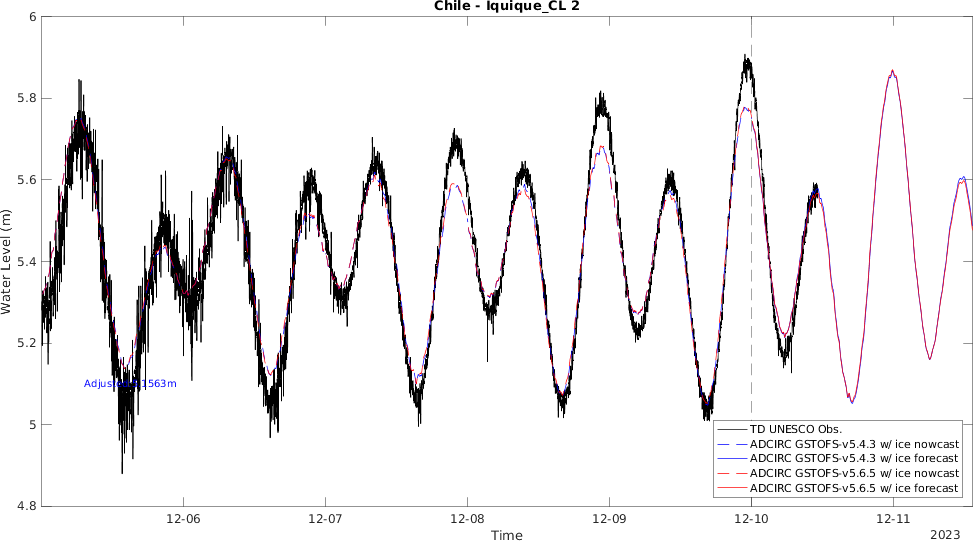 Chile - Iquique_CL 2
Water Level (m)
6
5.8
5.6
5.4
5.2
5
4.8
1563m
12-06
12-07
12-08
12-09
12-10
12-11
Time
2023
TD UNESCO Obs.
ADCIRC GSTOFS-v5.4.3 w/ ice nowcast
ADCIRC GSTOFS-v5.4.3 w/ ice forecast
ADCIRC GSTOFS-v5.6.5 w/ ice nowcast
ADCIRC GSTOFS-v5.6.5 w/ ice forecast